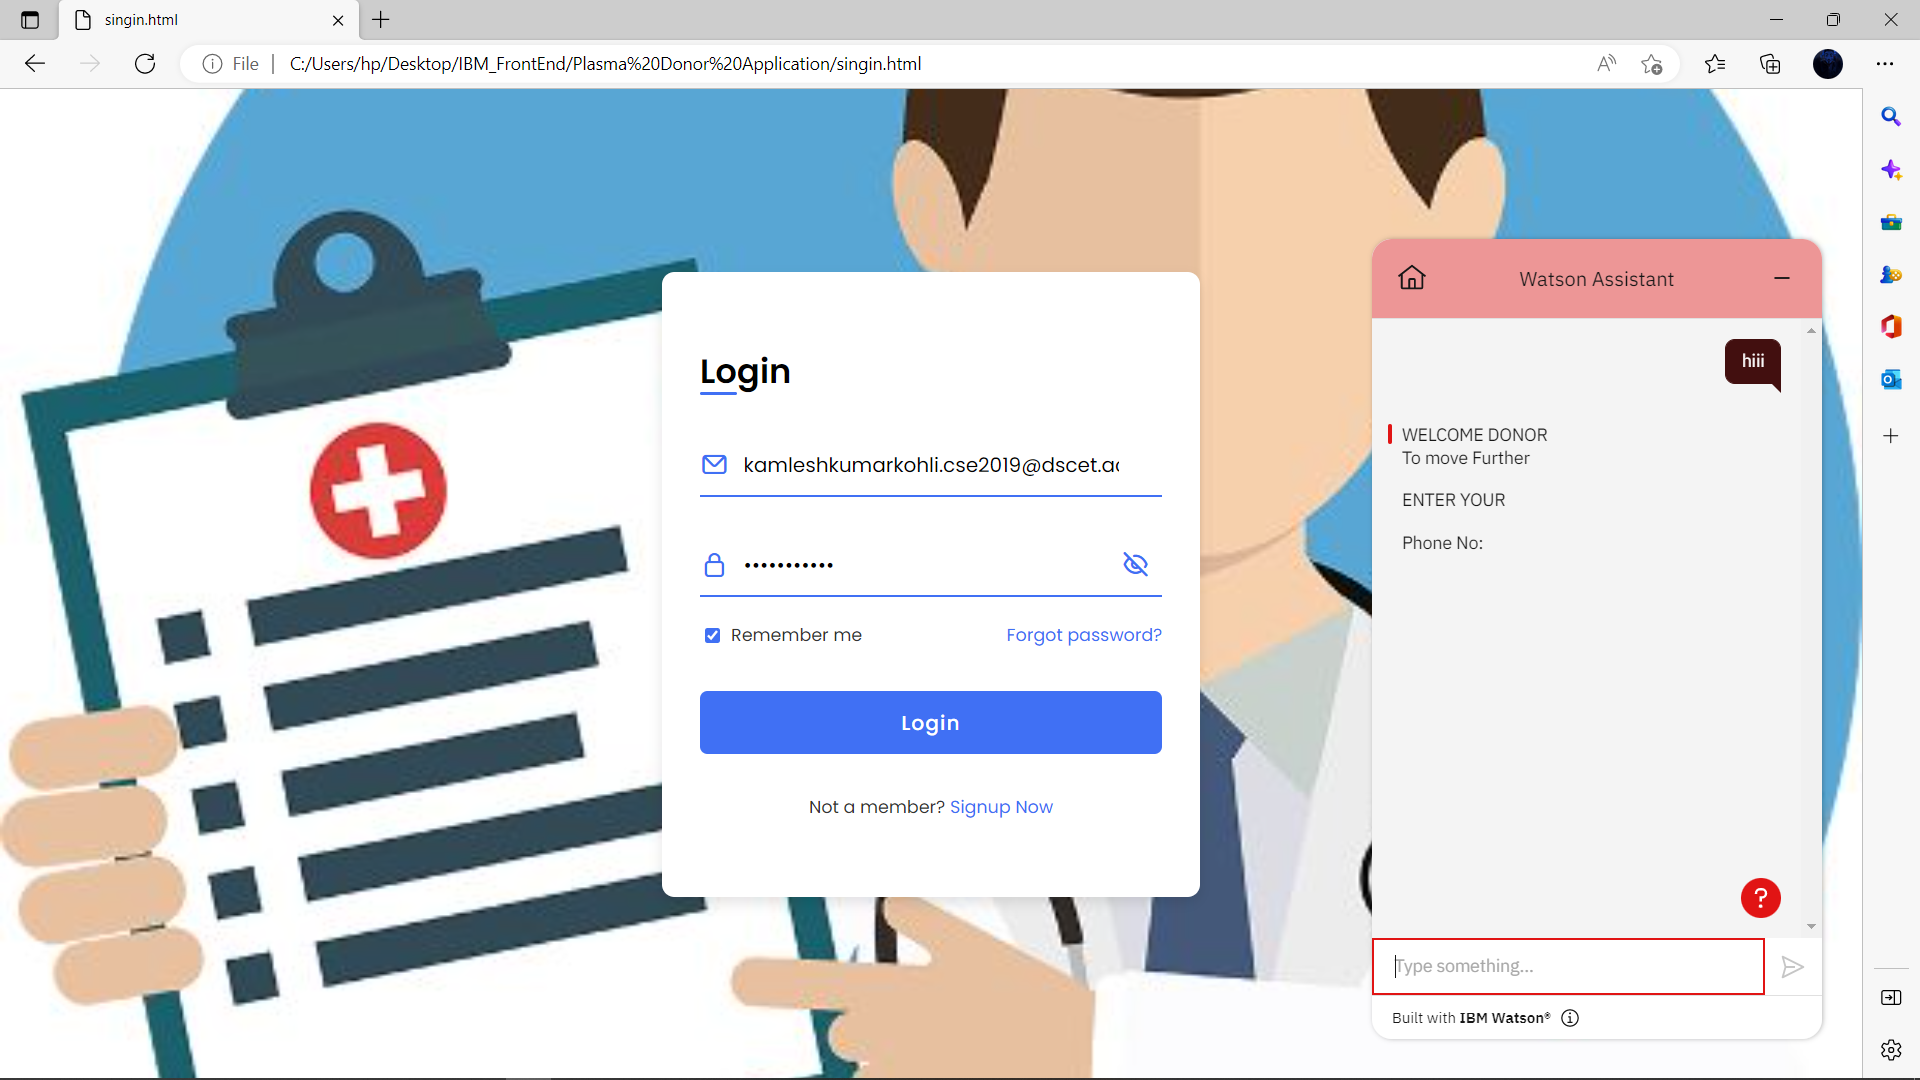 singin.html
File
C:/Users/hp/Desktop/IBM_FrontEnd/Plasma%20Donor%20Application/singin.html
Login
kamleshkumarkohli.cse2019@dscet.ac
•••••••••••
Remember me
Forgot password?
Login
Not a member? Signup Now
Watson Assistant
hiii
WELCOME DONOR
To move Further
ENTER YOUR
Phone No:
?
Type something...
Built with IBM Watson®